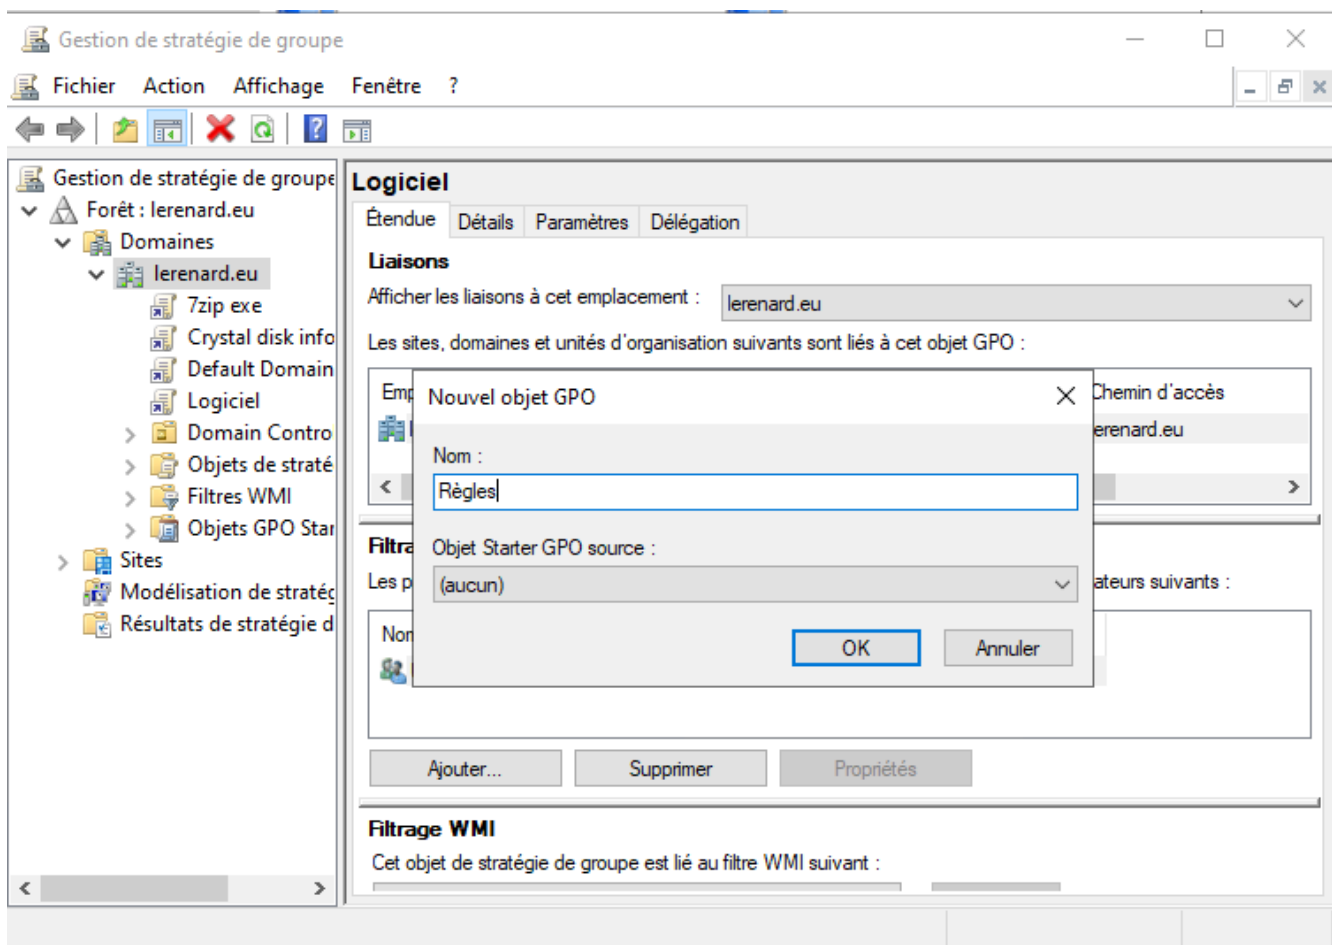 Gestion de stratégie de groupe
Fichier Action Affichage Fenêtre ?
Gestion de stratégie de groupe
Forêt : lerenard.eu
Domaines
lerenard.eu
7zip exe
Crystal disk info
Default Domain
Logiciel
Domain Contro
Objets de straté
Filtres WMI
Objets GPO Star
Sites
Modélisation de stratég
Résultats de stratégie d
Logiciel
Étendue Détails Paramètres Délégation
Liaisons
Afficher les liaisons à cet emplacement : lerenard.eu
Les sites, domaines et unités d'organisation suivants sont liés à cet objet GPO :
Emp Chemin d'accès
erenard.eu
Nouvel objet GPO
Nom :
Règles
Objet Starter GPO source :
(aucun)
OK Annuler
Filtra
Les p ateurs suivants :
Nor
Ajouter... Supprimer Propriétés
Filtrage WMI
Cet objet de stratégie de groupe est lié au filtre WMI suivant :